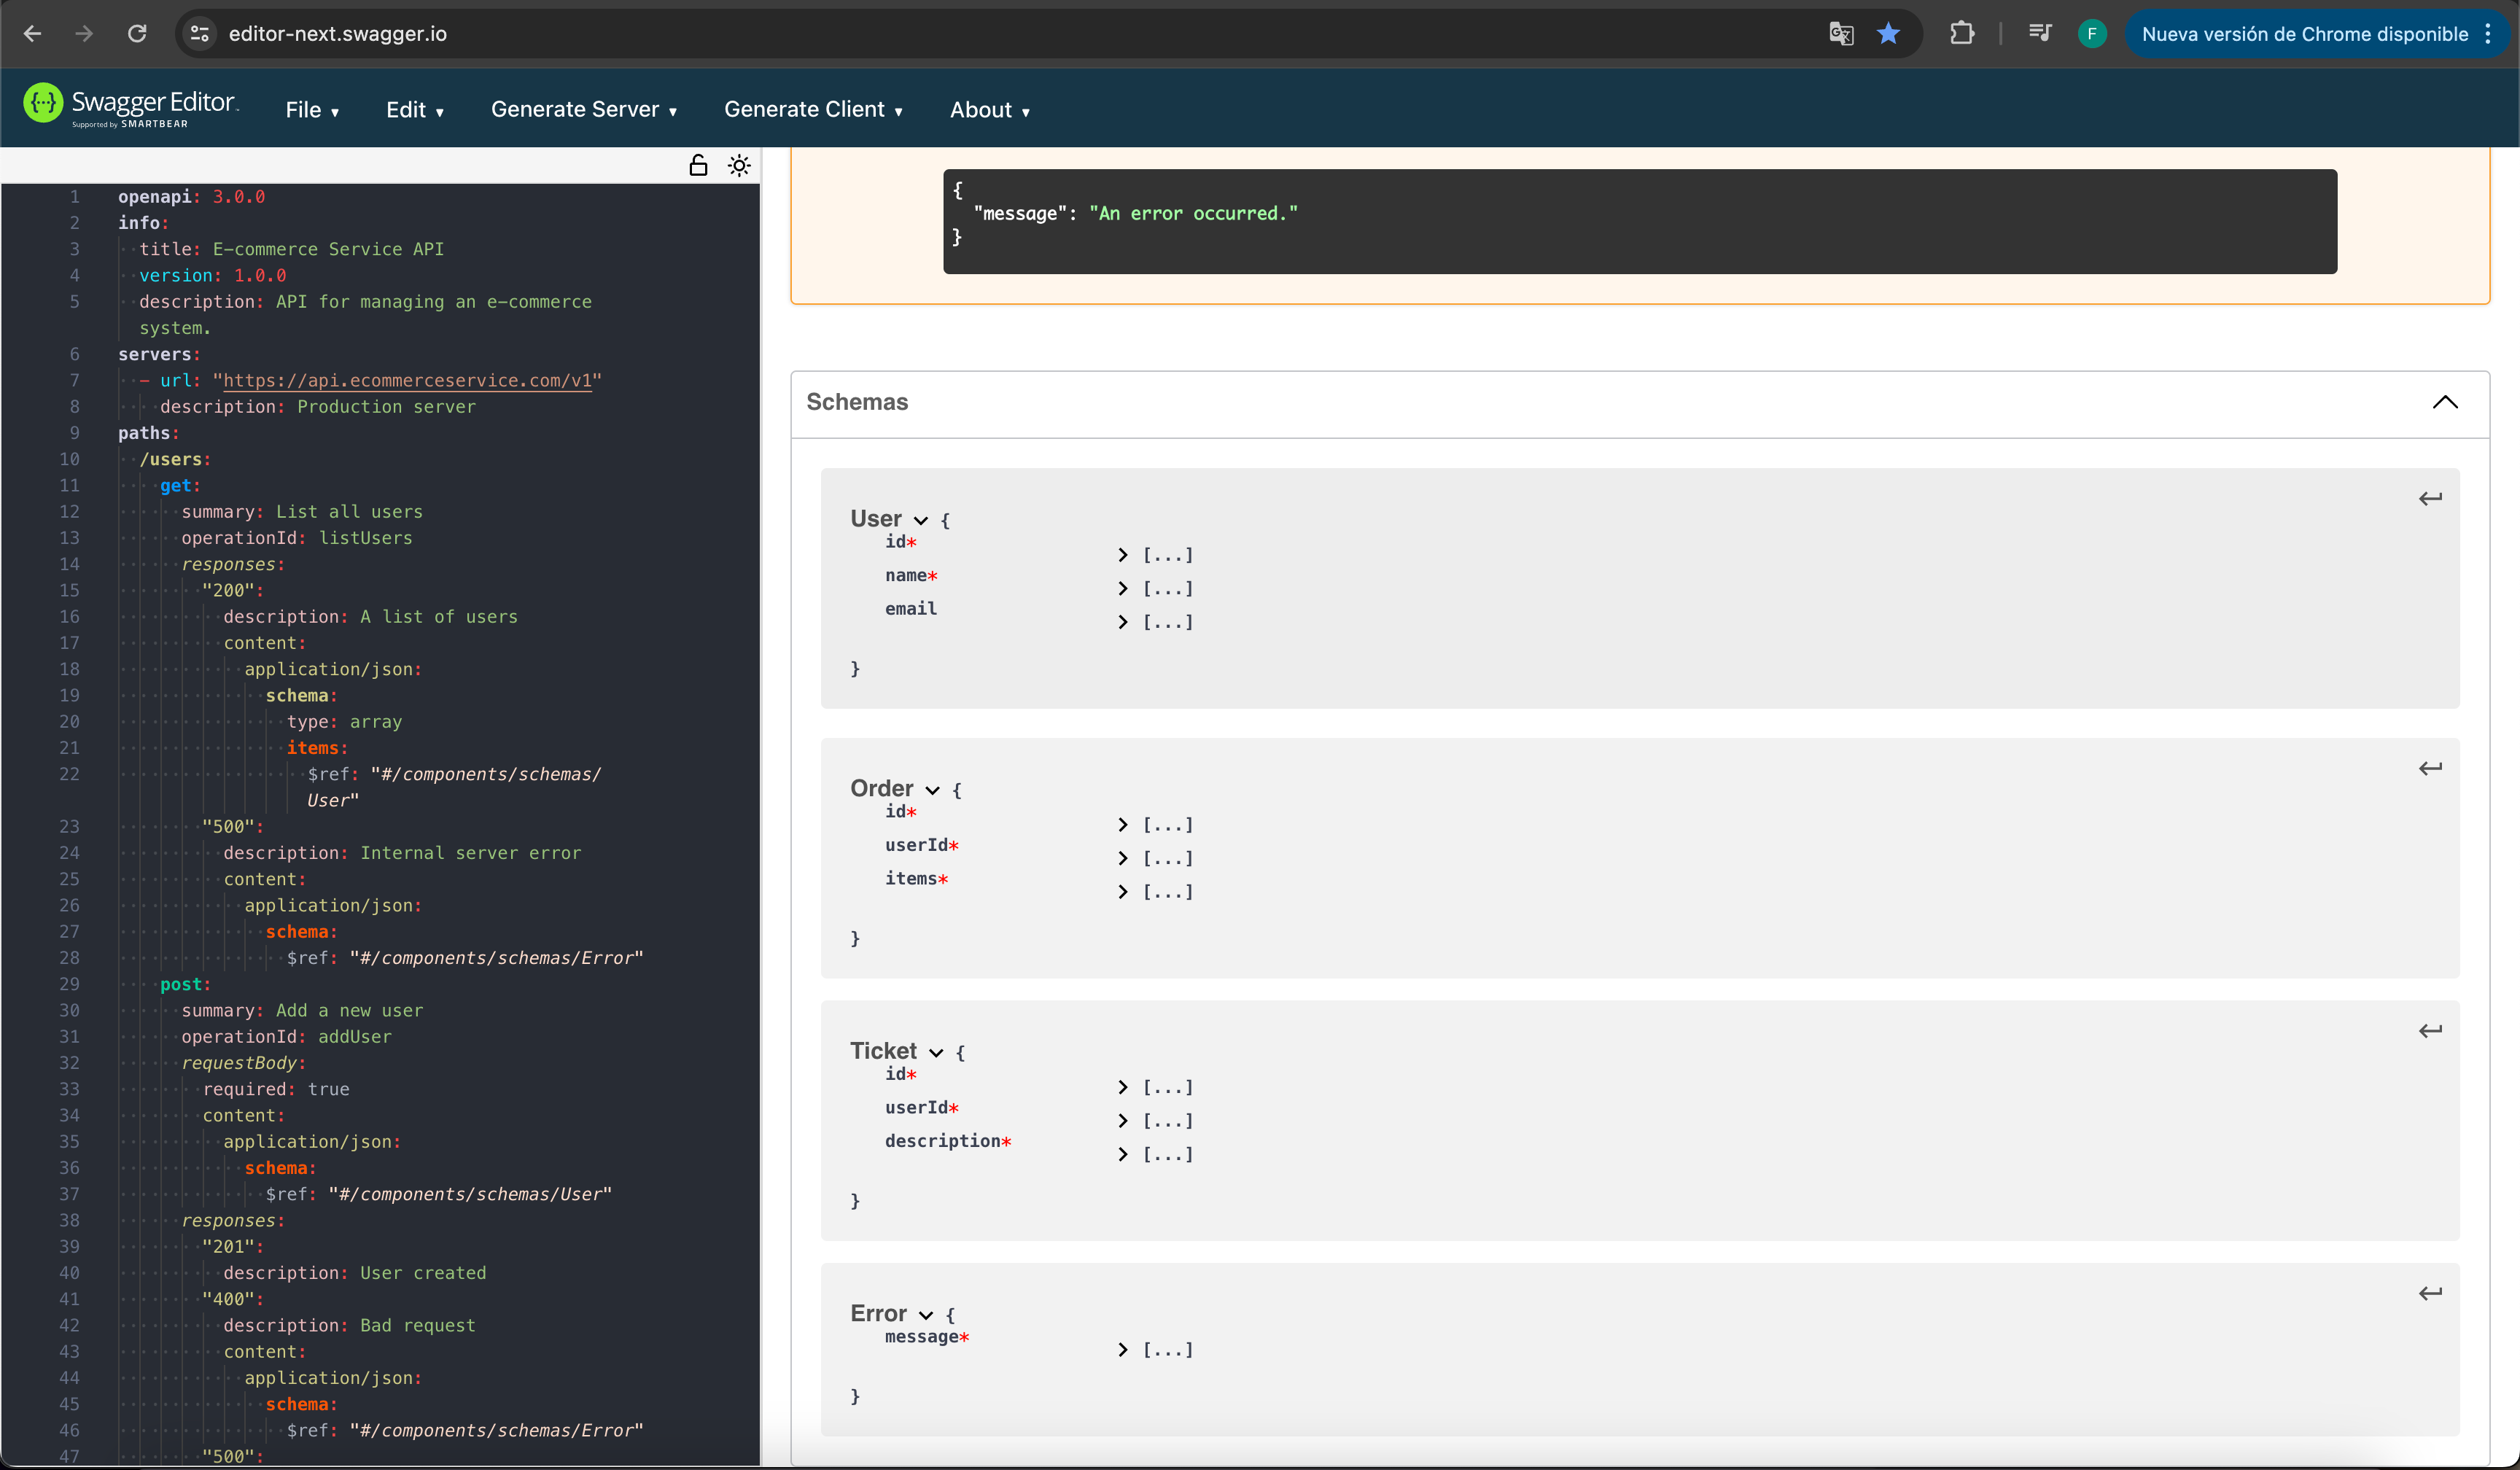 editor-next.swagger.io
F
Nueva versión de Chrome disponible
Swagger Editor
Supported by SMARTBEAR
File
Edit
Generate Server
Generate Client
About
1 openapi: 3.0.0
2 info:
3 title: E-commerce Service API
4 version: 1.0.0
5 description: API for managing an e-commerce
system.
6 servers:
7 - url: "https://api.ecommerceservice.com/v1"
8 description: Production server
9 paths:
10 /users:
11 get:
12 summary: List all users
13 operationId: listUsers
14 responses:
15 "200":
16 description: A list of users
17 content:
18 application/json:
19 schema:
20 type: array
21 items:
22 $ref: "#/components/schemas/
User"
23 "500":
24 description: Internal server error
25 content:
26 application/json:
27 schema:
28 $ref: "#/components/schemas/Error"
29 post:
30 summary: Add a new user
31 operationId: addUser
32 requestBody:
33 required: true
34 content:
35 application/json:
36 schema:
37 $ref: "#/components/schemas/User"
38 responses:
39 "201":
40 description: User created
41 "400":
42 description: Bad request
43 content:
44 application/json:
45 schema:
46 $ref: "#/components/schemas/Error"
47 "500":
{
"message": "An error occurred."
}
Schemas
User {
id*
[...]
name*
[...]
email
[...]
}
Order {
id*
[...]
userId*
[...]
items*
[...]
}
Ticket {
id*
[...]
userId*
[...]
description*
[...]
}
Error {
message*
[...]
}